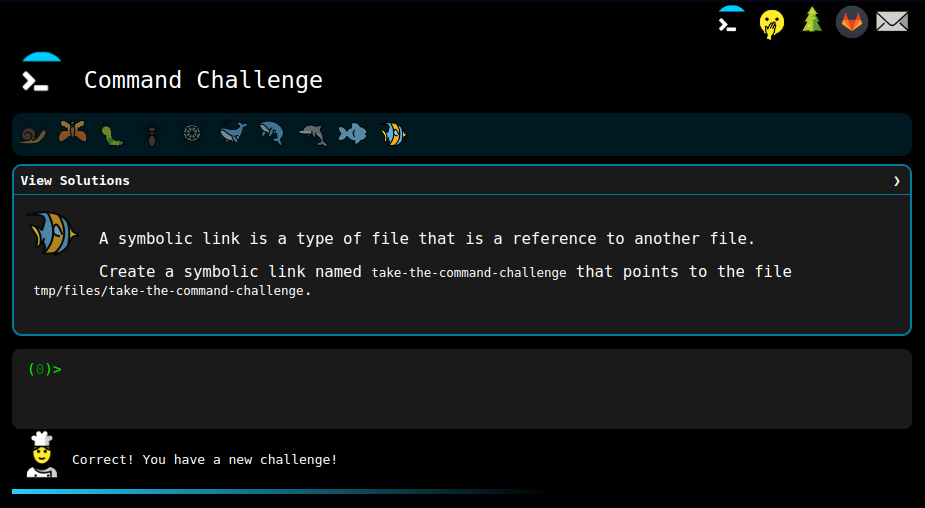 Command Challenge
View Solutions ❯
A symbolic link is a type of file that is a reference to another file.
Create a symbolic link named take-the-command-challenge that points to the file
tmp/files/take-the-command-challenge.
(0)>
Correct! You have a new challenge!